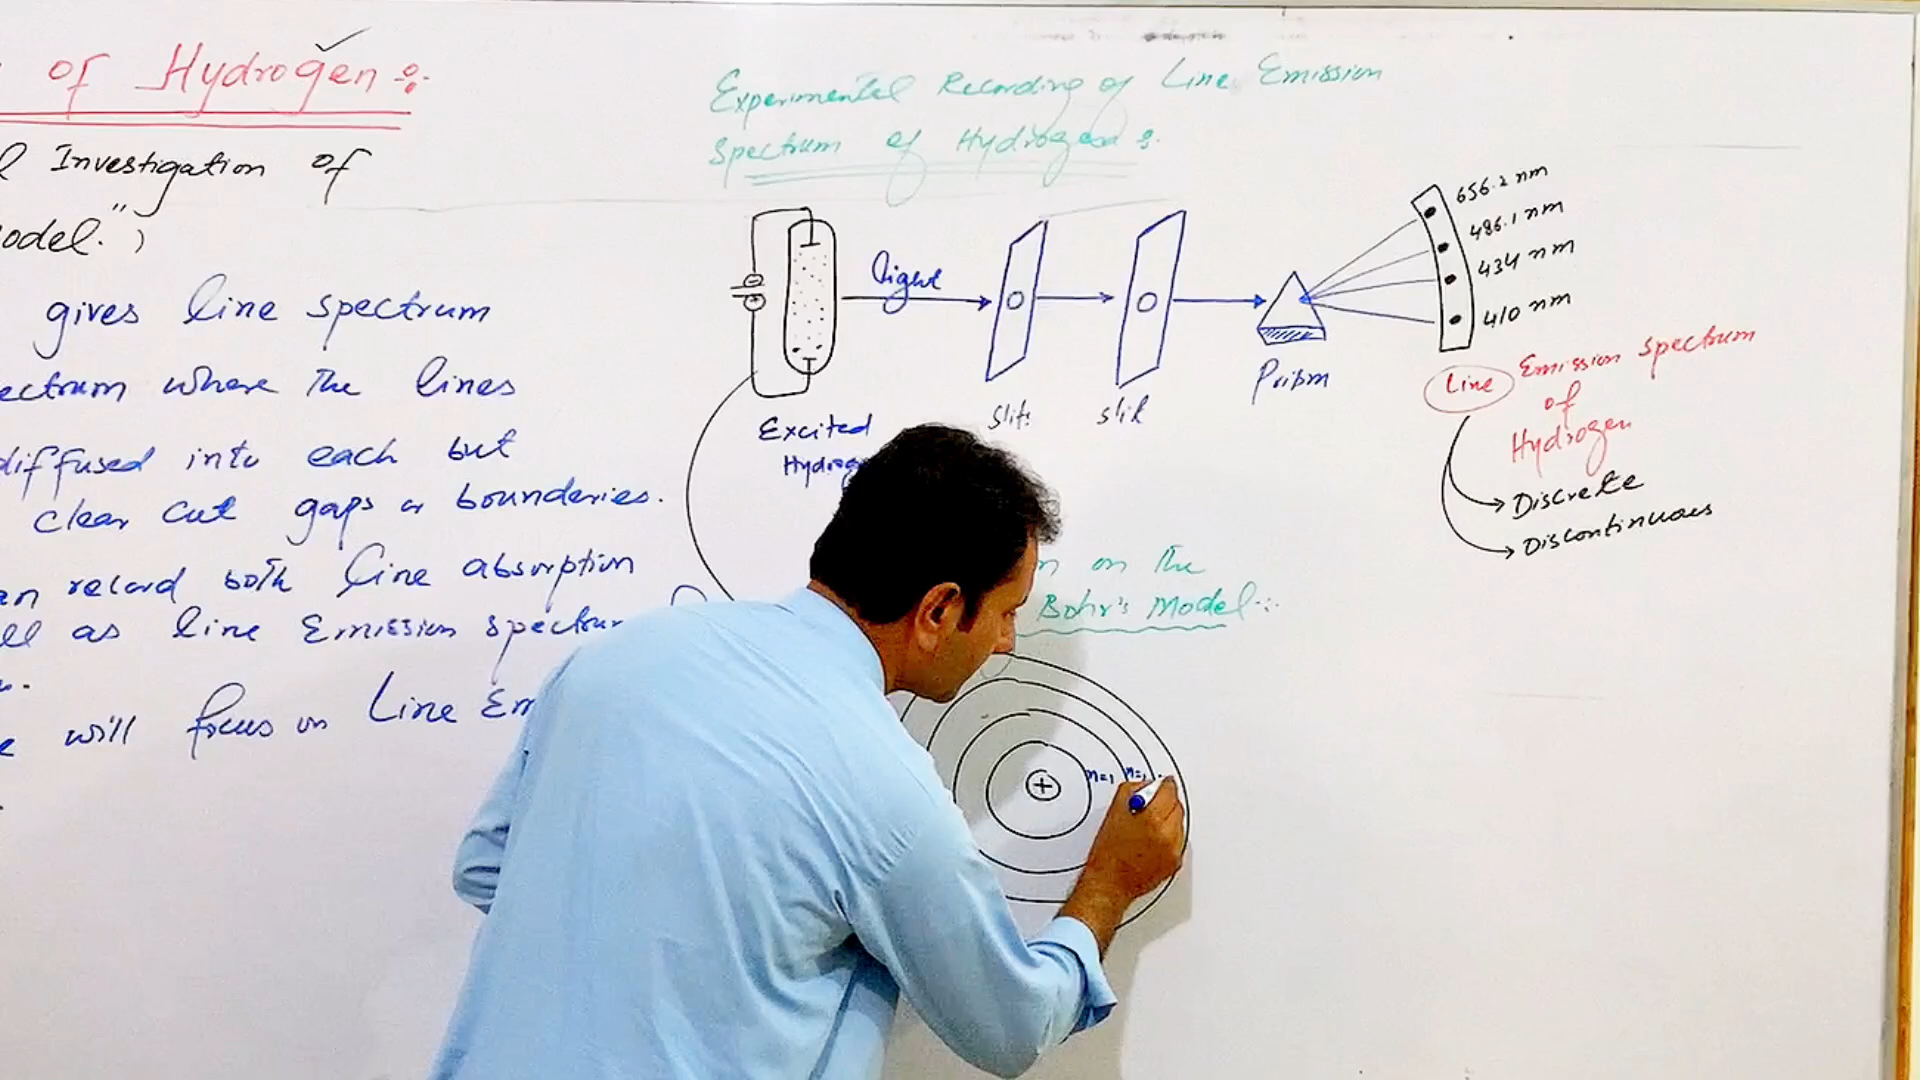 of Hydrogen :
Investigation of
odel.")
gives line spectrum
ectrum where the lines
diffused into each but
clear cut gaps or bounderies.
an record both line absorption
ll as line Emission spectru
will focus on Line Em
Experimental Recording of Line Emission
Spectrum of Hydrogen :
light
Excited
Hydrog
slit
slit
Prism
656.2 nm
486.1 nm
434 nm
410 nm
Line Emission spectrum
of
Hydrogen
Discrete
Discontinuous
n on the
Bohr's Model :
+
n=1
n=